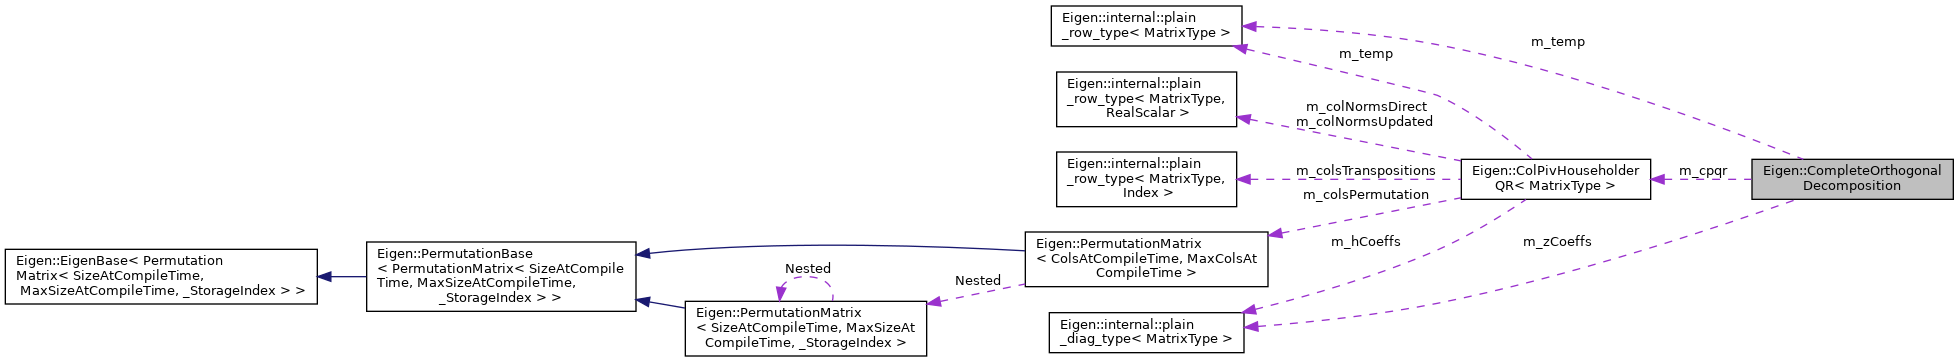 Eigen::internal::plain
_row_type< MatrixType >
m_temp
m_temp
Eigen::internal::plain
_row_type< MatrixType,
RealScalar >
m_colNormsDirect
m_colNormsUpdated
Eigen::internal::plain
_row_type< MatrixType,
Index >
m_colsTranspositions
Eigen::ColPivHouseholder
QR< MatrixType >
m_cpqr
Eigen::CompleteOrthogonal
Decomposition
m_colsPermutation
Eigen::EigenBase< Permutation
Matrix< SizeAtCompileTime,
MaxSizeAtCompileTime, _StorageIndex > >
Eigen::PermutationBase
< PermutationMatrix< SizeAtCompile
Time, MaxSizeAtCompileTime,
_StorageIndex > >
Nested
Eigen::PermutationMatrix
< SizeAtCompileTime, MaxSizeAt
CompileTime, _StorageIndex >
Nested
Eigen::PermutationMatrix
< ColsAtCompileTime, MaxColsAt
CompileTime >
m_hCoeffs
m_zCoeffs
Eigen::internal::plain
_diag_type< MatrixType >